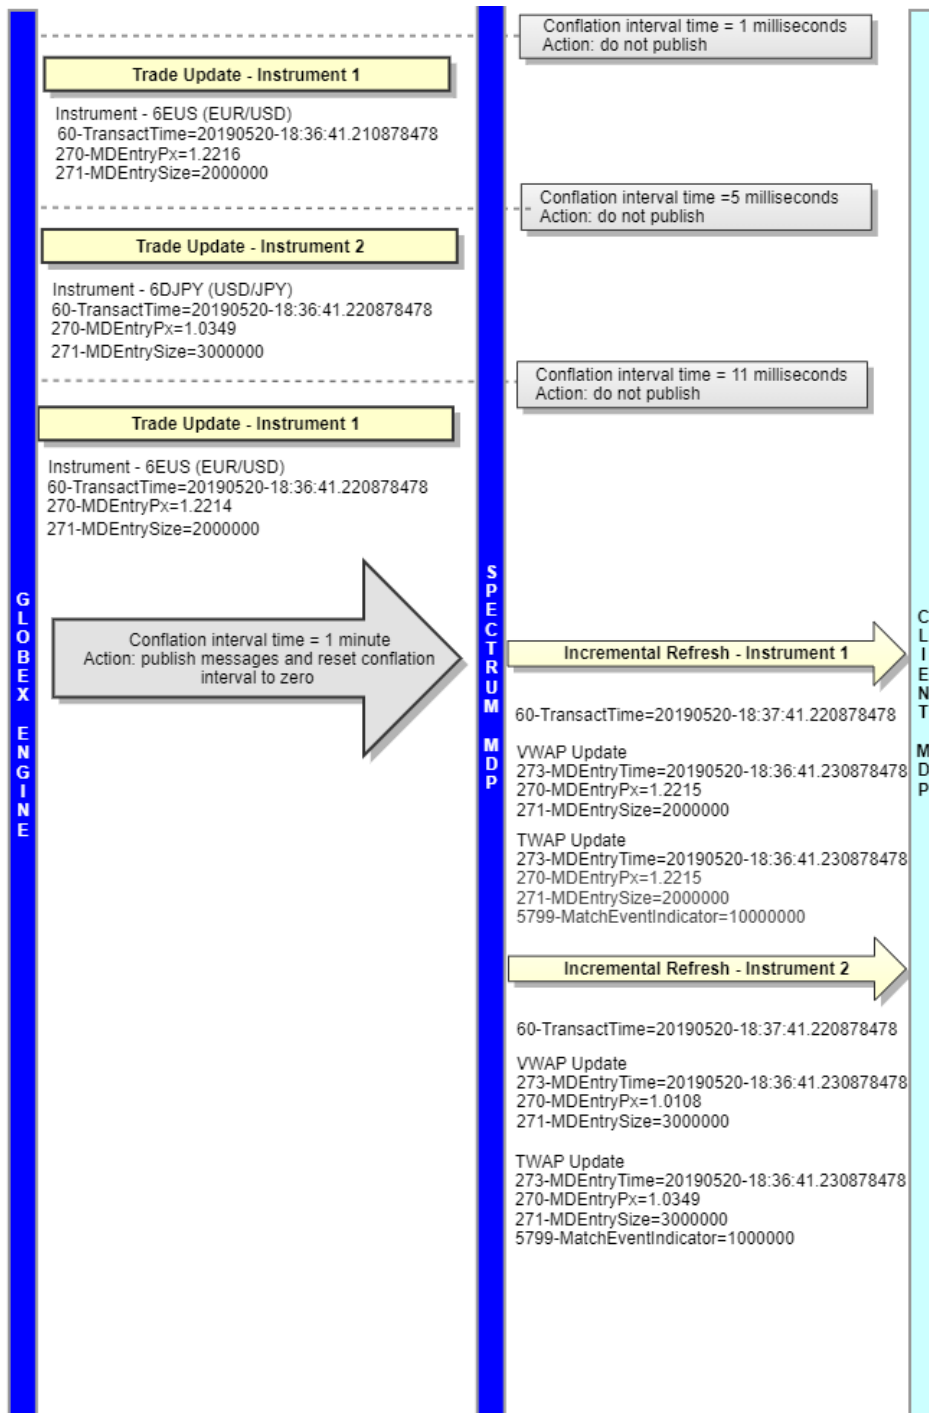 Conflation interval time = 1 milliseconds
Action: do not publish
Trade Update - Instrument 1
Instrument - 6EUS (EUR/USD)
60-TransactTime=20190520-18:36:41.210878478
270-MDEntryPx=1.2216
271-MDEntrySize=2000000
Conflation interval time =5 milliseconds
Action: do not publish
Trade Update - Instrument 2
Instrument - 6DJPY (USD/JPY)
60-TransactTime=20190520-18:36:41.220878478
270-MDEntryPx=1.0349
271-MDEntrySize=3000000
Conflation interval time = 11 milliseconds
Action: do not publish
Trade Update - Instrument 1
Instrument - 6EUS (EUR/USD)
60-TransactTime=20190520-18:36:41.220878478
270-MDEntryPx=1.2214
271-MDEntrySize=2000000
GLOBEX ENGINE
Conflation interval time = 1 minute
Action: publish messages and reset conflation
interval to zero
SPECTRUM MDP
Incremental Refresh - Instrument 1
60-TransactTime=20190520-18:37:41.220878478
VWAP Update
273-MDEntryTime=20190520-18:36:41.230878478
270-MDEntryPx=1.2215
271-MDEntrySize=2000000
TWAP Update
273-MDEntryTime=20190520-18:36:41.230878478
270-MDEntryPx=1.2215
271-MDEntrySize=2000000
5799-MatchEventIndicator=10000000
Incremental Refresh - Instrument 2
60-TransactTime=20190520-18:37:41.220878478
VWAP Update
273-MDEntryTime=20190520-18:36:41.230878478
270-MDEntryPx=1.0108
271-MDEntrySize=3000000
TWAP Update
273-MDEntryTime=20190520-18:36:41.230878478
270-MDEntryPx=1.0349
271-MDEntrySize=3000000
5799-MatchEventIndicator=1000000
CLIENT MDP